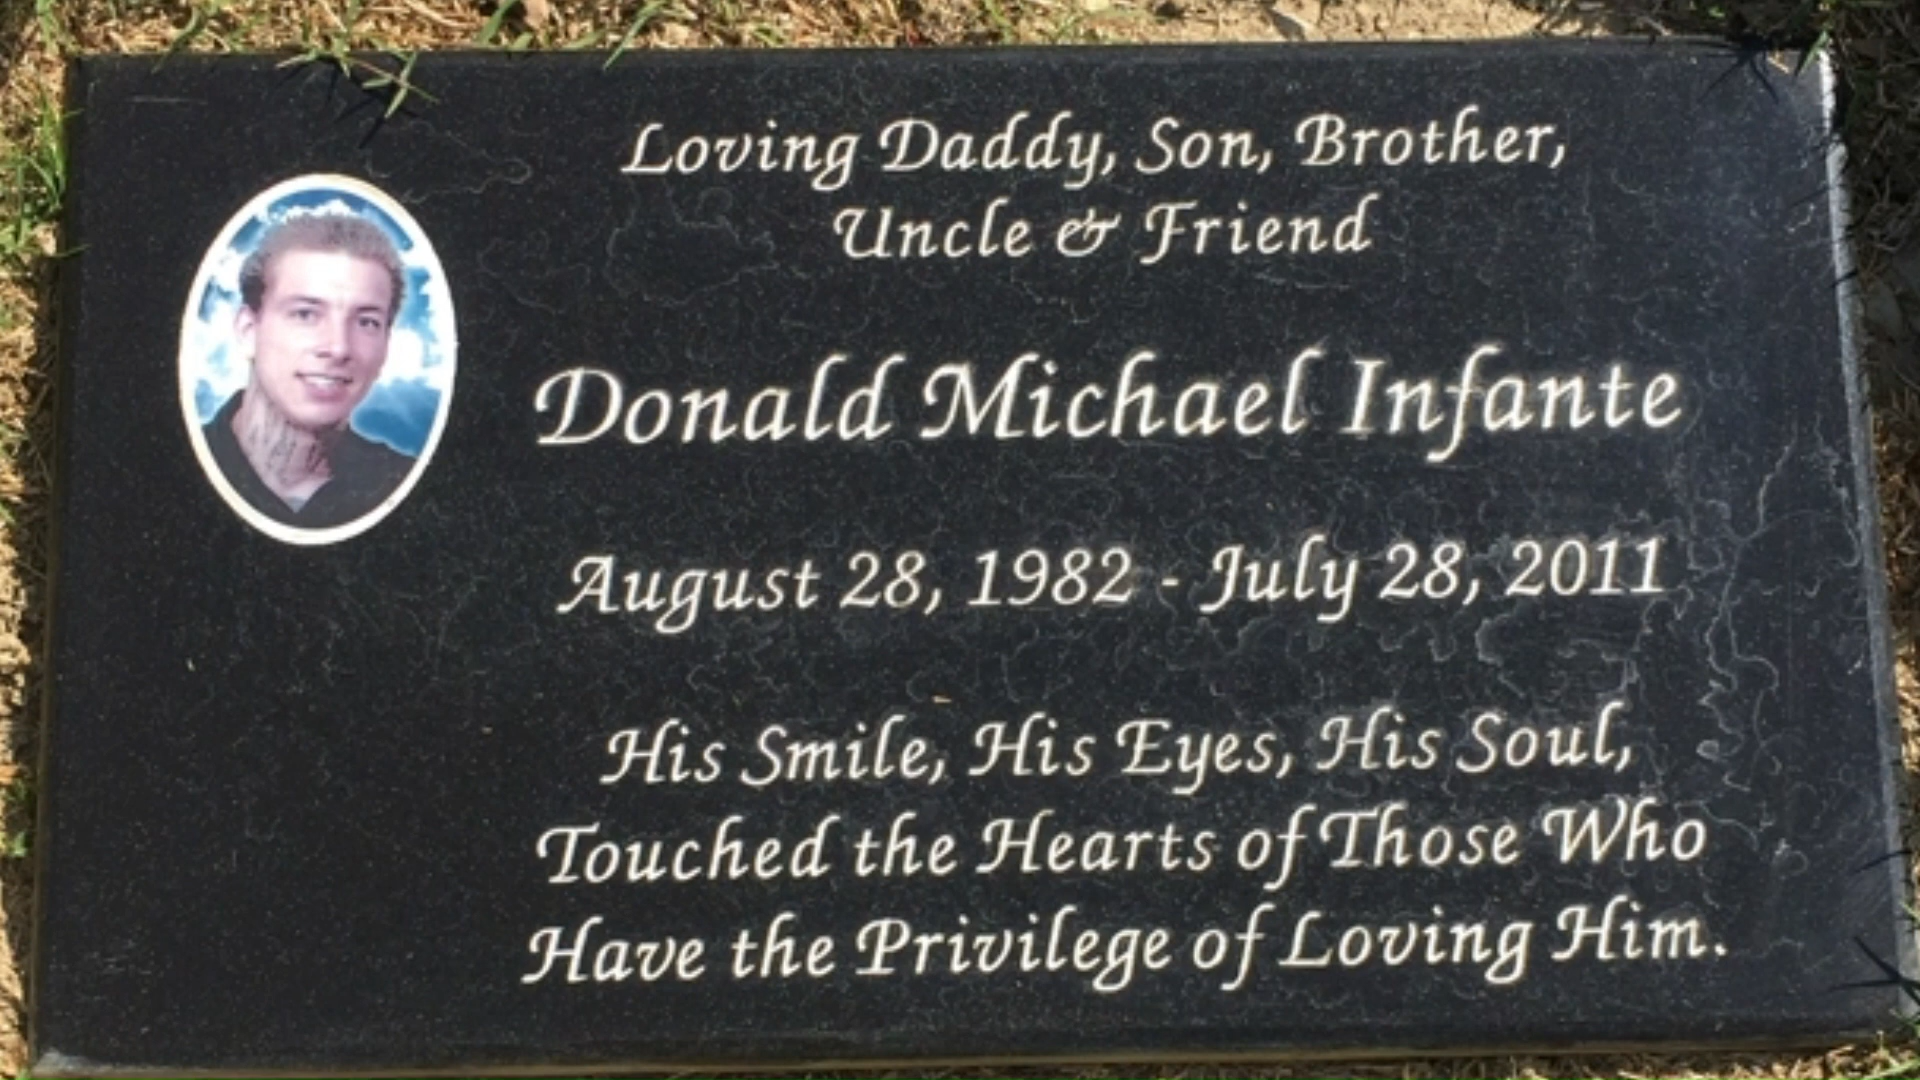 Loving Daddy, Son, Brother,
Uncle & Friend
Donald Michael Infante
August 28, 1982 - July 28, 2011
His Smile, His Eyes, His Soul,
Touched the Hearts of Those Who
Have the Privilege of Loving Him.